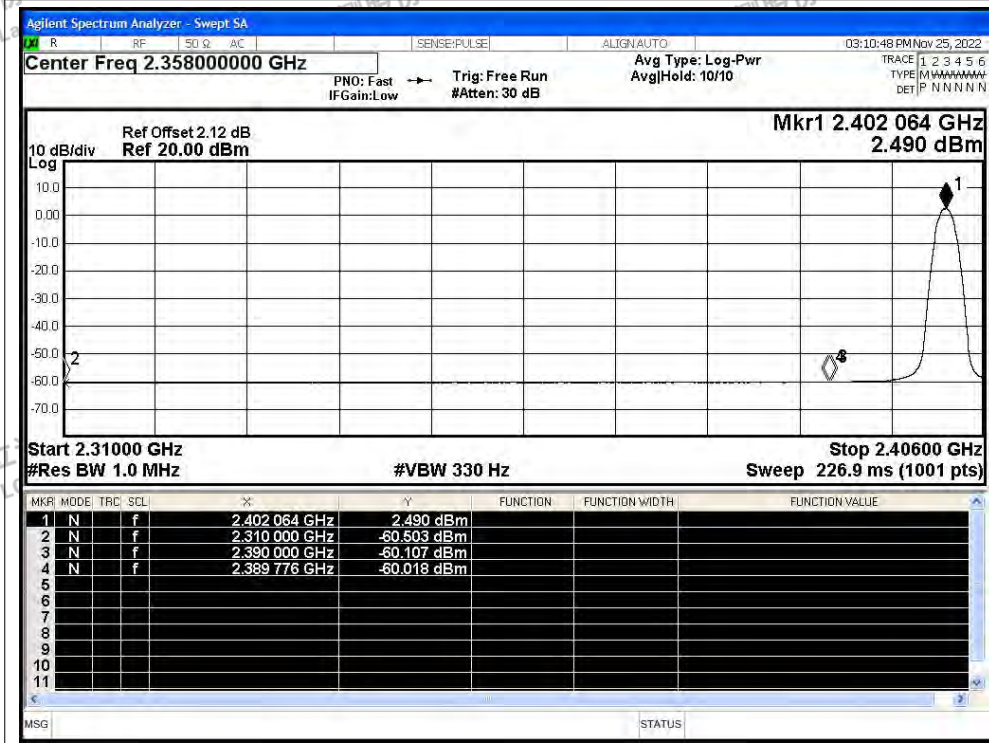 Agilent Spectrum Analyzer - Swept SA
LXI R RF 50 Ω AC SENSE:PULSE ALIGN AUTO 03:10:48 PM Nov 25, 2022
Center Freq 2.358000000 GHz
PNO: Fast
IFGain:Low
Trig: Free Run
#Atten: 30 dB
Avg Type: Log-Pwr
Avg|Hold: 10/10
TRACE 1 2 3 4 5 6
TYPE M WWWWW
DET P N N N N N
Mkr1 2.402 064 GHz
2.490 dBm
Ref Offset 2.12 dB
10 dB/div Ref 20.00 dBm
Log
10.0
0.00
-10.0
-20.0
-30.0
-40.0
-50.0
-60.0
-70.0
1
2
Start 2.31000 GHz Stop 2.40600 GHz
#Res BW 1.0 MHz #VBW 330 Hz Sweep 226.9 ms (1001 pts)
MKR MODE TRC SCL X Y FUNCTION FUNCTION WIDTH FUNCTION VALUE
1 N f 2.402 064 GHz 2.490 dBm
2 N f 2.310 000 GHz -60.503 dBm
3 N f 2.390 000 GHz -60.107 dBm
4 N f 2.389 776 GHz -60.018 dBm
5
6
7
8
9
10
11
MSG STATUS